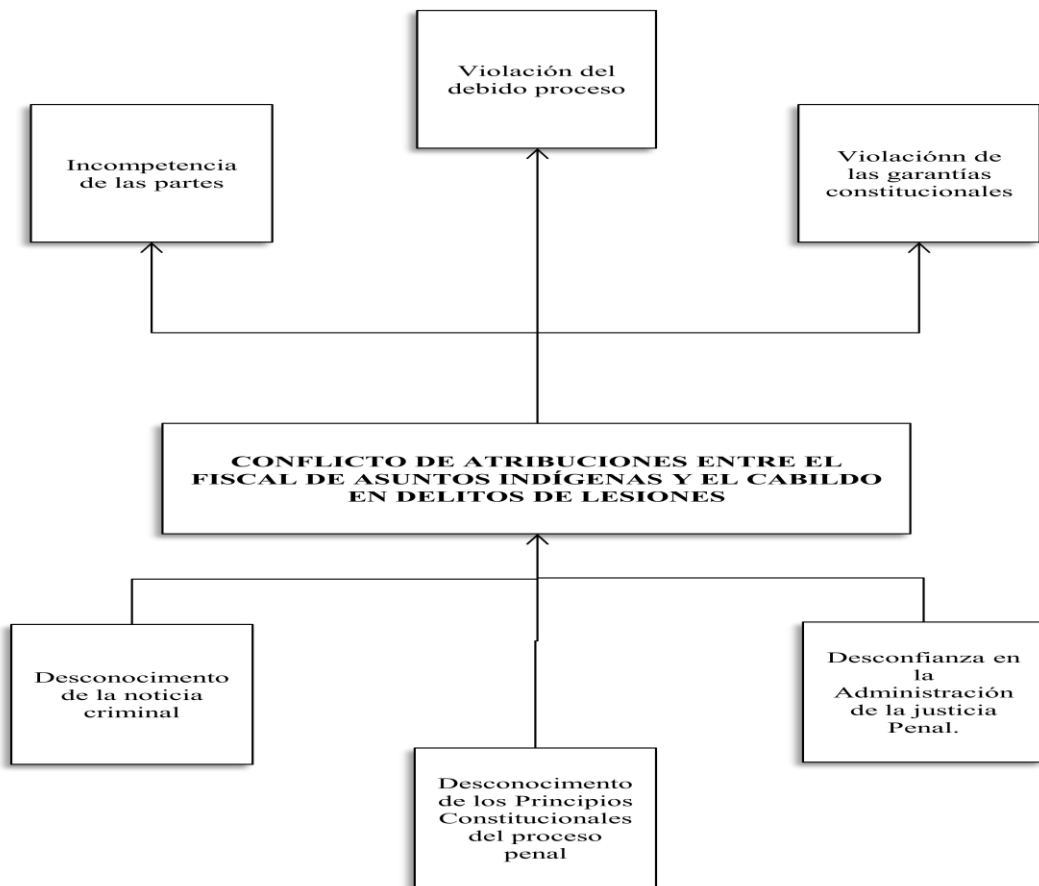 Violación del
debido proceso
Incompetencia
de las partes
Violaciónn de
las garantías
constitucionales
CONFLICTO DE ATRIBUCIONES ENTRE EL
FISCAL DE ASUNTOS INDÍGENAS Y EL CABILDO
EN DELITOS DE LESIONES
Desconocimento
de la noticia
criminal
Desconfianza en
la
Administración
de la justicia
Penal.
Desconocimento
de los Principios
Constitucionales
del proceso
penal